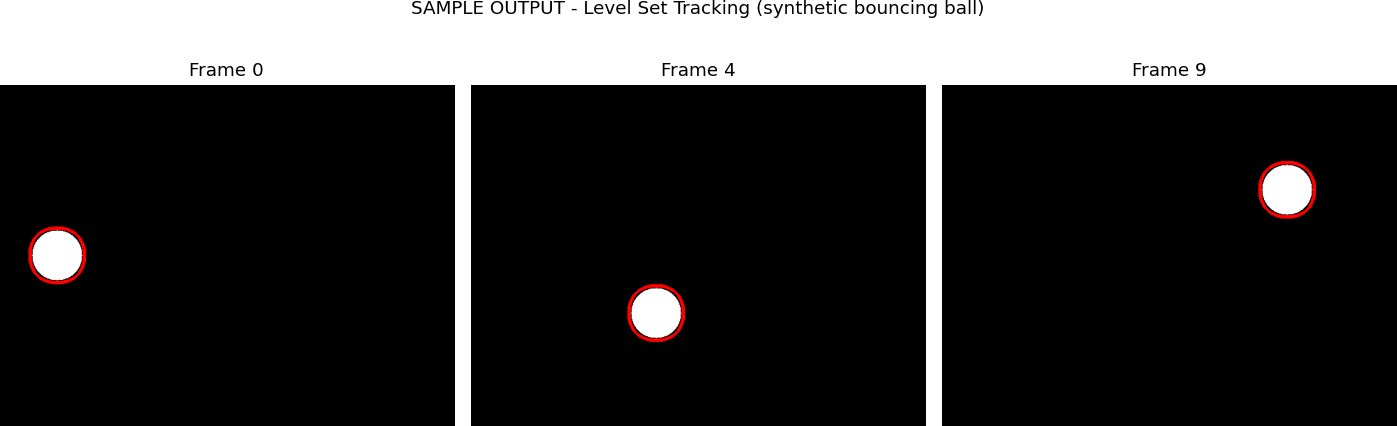 SAMPLE OUTPUT - Level Set Tracking (synthetic bouncing ball)
Frame 0
Frame 4
Frame 9